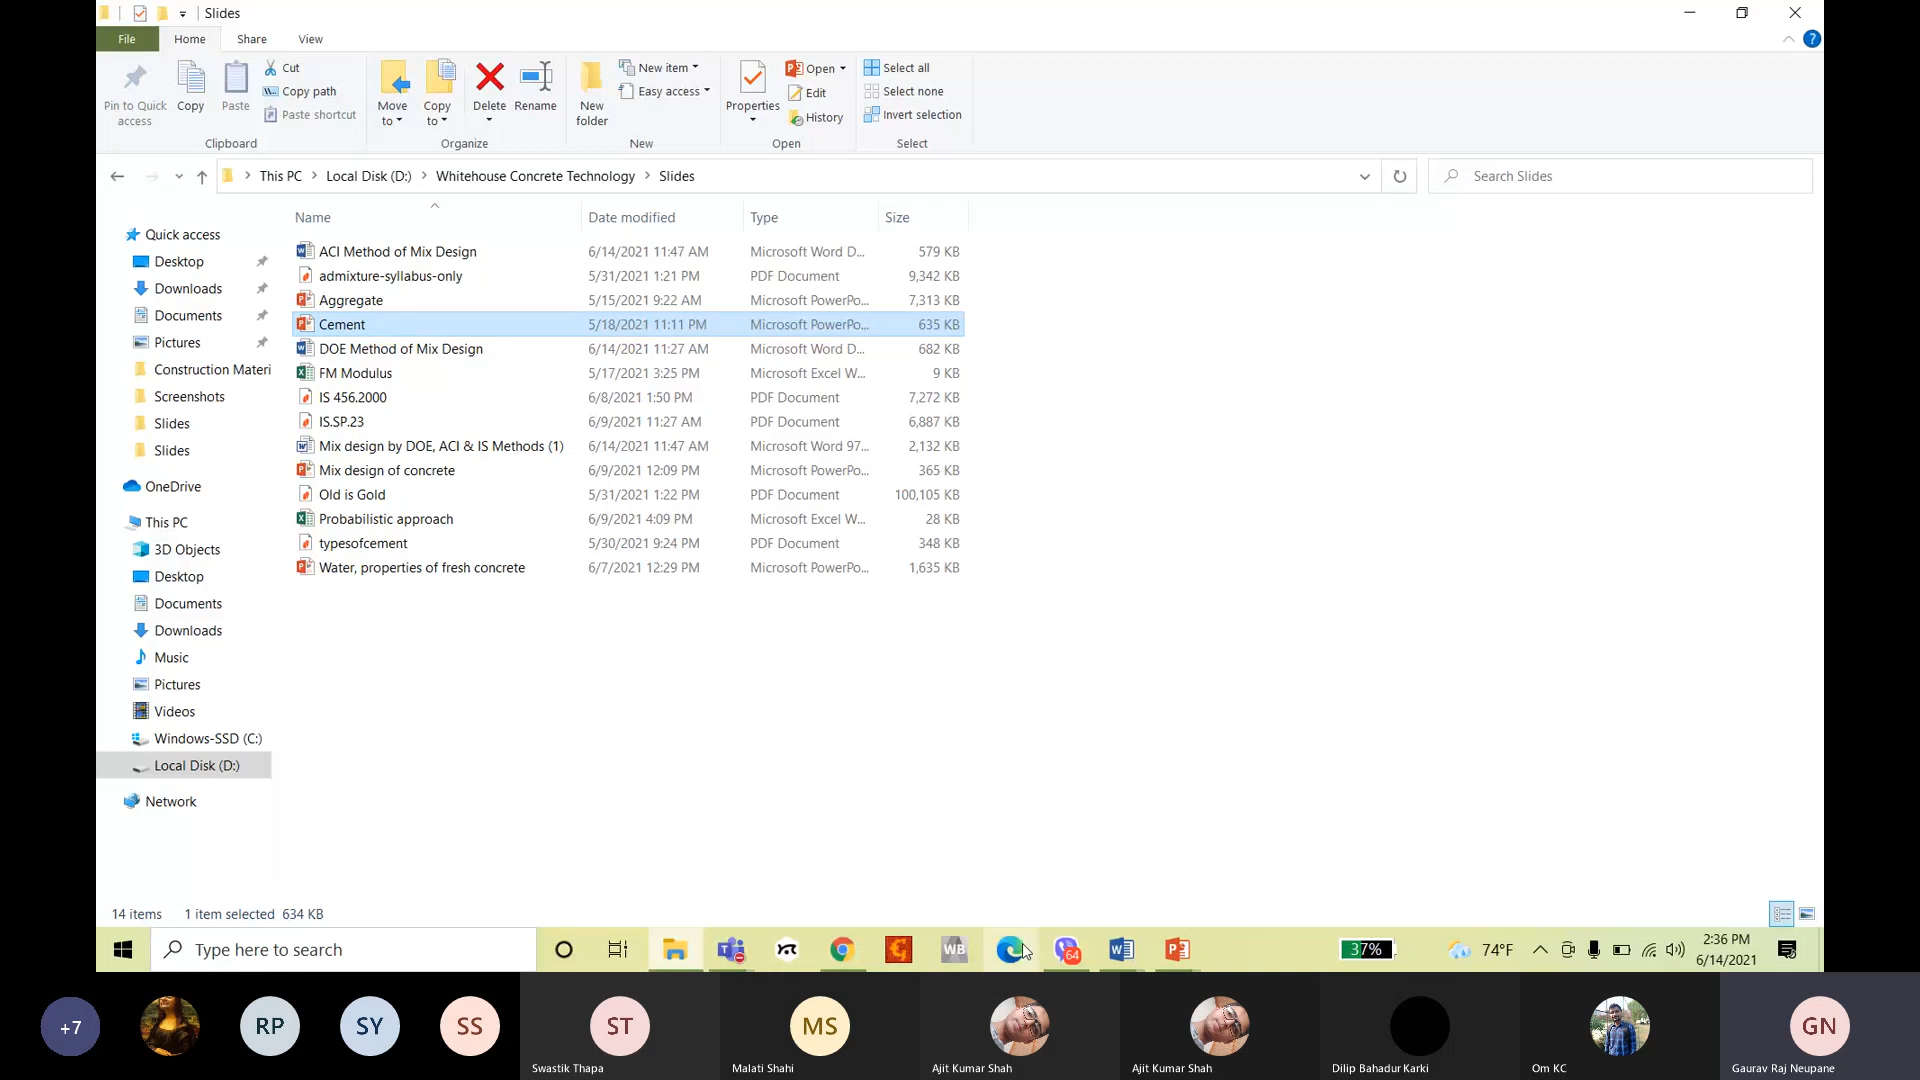 Slides
File Home Share View
Pin to Quick access
Copy
Paste
Cut
Copy path
Paste shortcut
Clipboard
Move to
Copy to
Delete
Rename
Organize
New folder
New item
Easy access
New
Properties
Open
Edit
History
Open
Select all
Select none
Invert selection
Select
This PC > Local Disk (D:) > Whitehouse Concrete Technology > Slides
Search Slides
Name Date modified Type Size
ACI Method of Mix Design 6/14/2021 11:47 AM Microsoft Word D... 579 KB
admixture-syllabus-only 5/31/2021 1:21 PM PDF Document 9,342 KB
Aggregate 5/15/2021 9:22 AM Microsoft PowerPo... 7,313 KB
Cement 5/18/2021 11:11 PM Microsoft PowerPo... 635 KB
DOE Method of Mix Design 6/14/2021 11:27 AM Microsoft Word D... 682 KB
FM Modulus 5/17/2021 3:25 PM Microsoft Excel W... 9 KB
IS 456.2000 6/8/2021 1:50 PM PDF Document 7,272 KB
IS.SP.23 6/9/2021 11:27 AM PDF Document 6,887 KB
Mix design by DOE, ACI & IS Methods (1) 6/14/2021 11:47 AM Microsoft Word 97... 2,132 KB
Mix design of concrete 6/9/2021 12:09 PM Microsoft PowerPo... 365 KB
Old is Gold 5/31/2021 1:22 PM PDF Document 100,105 KB
Probabilistic approach 6/9/2021 4:09 PM Microsoft Excel W... 28 KB
typesofcement 5/30/2021 9:24 PM PDF Document 348 KB
Water, properties of fresh concrete 6/7/2021 12:29 PM Microsoft PowerPo... 1,635 KB
Quick access
Desktop
Downloads
Documents
Pictures
Construction Materi
Screenshots
Slides
Slides
OneDrive
This PC
3D Objects
Desktop
Documents
Downloads
Music
Pictures
Videos
Windows-SSD (C:)
Local Disk (D:)
Network
14 items 1 item selected 634 KB
Type here to search
WB
64
37%
74°F
2:36 PM
6/14/2021
+7
RP
SY
SS
ST
MS
GN
Swastik Thapa
Malati Shahi
Ajit Kumar Shah
Ajit Kumar Shah
Dilip Bahadur Karki
Om KC
Gaurav Raj Neupane